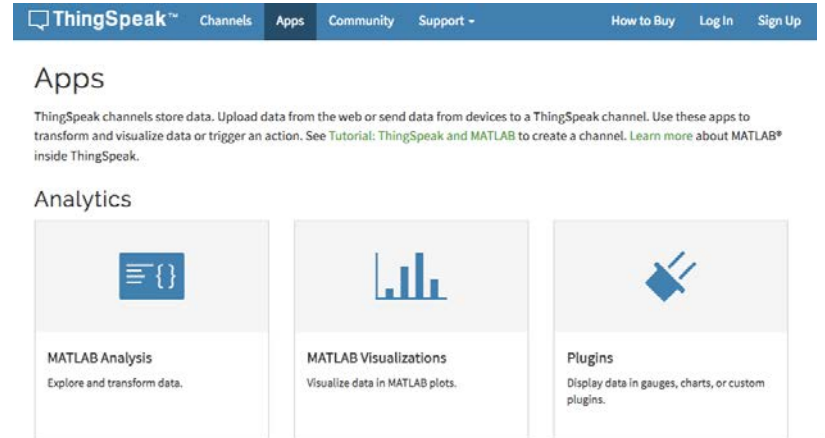 ThingSpeak™ Channels Apps Community Support How to Buy Log In Sign Up
Apps
ThingSpeak channels store data. Upload data from the web or send data from devices to a ThingSpeak channel. Use these apps to
transform and visualize data or trigger an action. See Tutorial: ThingSpeak and MATLAB to create a channel. Learn more about MATLAB®
inside ThingSpeak.
Analytics
MATLAB Analysis
Explore and transform data.
MATLAB Visualizations
Visualize data in MATLAB plots.
Plugins
Display data in gauges, charts, or custom
plugins.